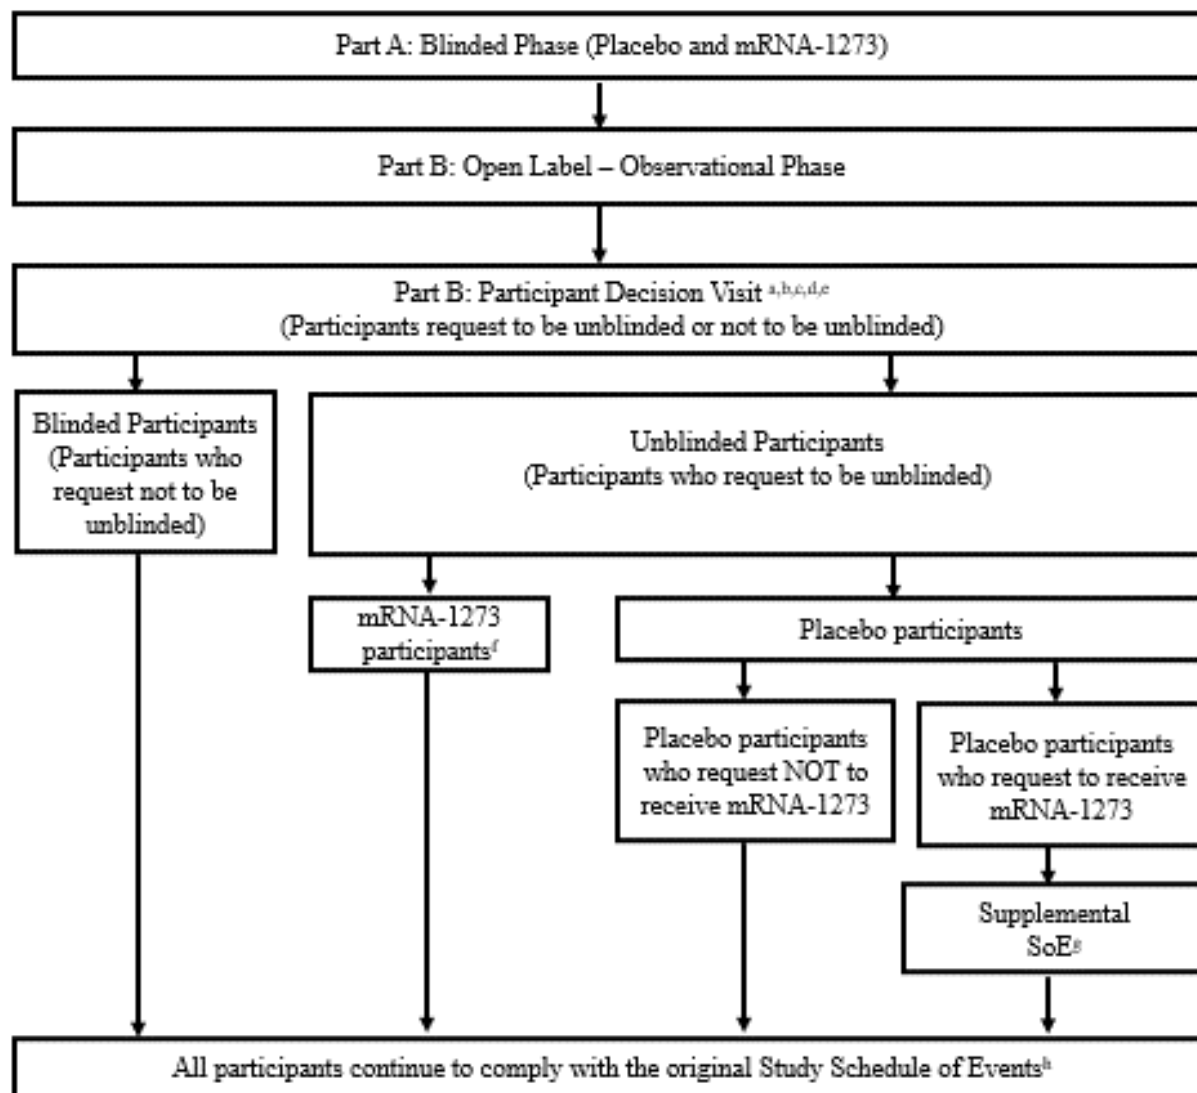 Part A: Blinded Phase (Placebo and mRNA-1273)
Part B: Open Label – Observational Phase
Part B: Participant Decision Visit a,b,c,d,e
(Participants request to be unblinded or not to be unblinded)
Blinded Participants
(Participants who
request not to be
unblinded)
Unblinded Participants
(Participants who request to be unblinded)
mRNA-1273
participantsf
Placebo participants
Placebo participants
who request NOT to
receive mRNA-1273
Placebo participants
who request to receive
mRNA-1273
Supplemental
SoEg
All participants continue to comply with the original Study Schedule of Eventsh